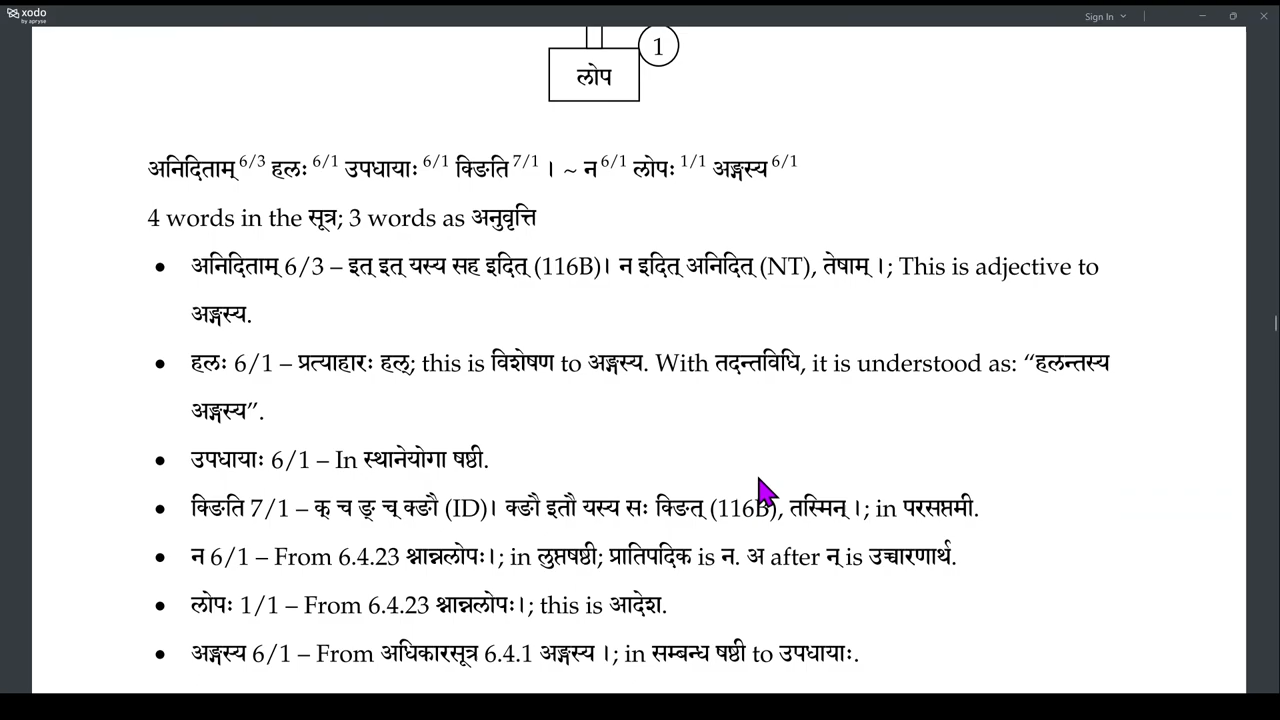 xodo
by apryse
Sign In
1
लोप
अनिदिताम् 6/3 हलः 6/1 उपधायाः 6/1 क्ङिति 7/1 । ~ न 6/1 लोपः 1/1 अङ्गस्य 6/1
4 words in the सूत्र; 3 words as अनुवृत्ति
• अनिदिताम् 6/3 – इत् इत् यस्य सह इदित् (116B)। न इदित् अनिदित् (NT), तेषाम् ।; This is adjective to
अङ्गस्य.
• हलः 6/1 – प्रत्याहारः हल्; this is विशेषण to अङ्गस्य. With तदन्तविधि, it is understood as: “हलन्तस्य
अङ्गस्य”.
• उपधायाः 6/1 – In स्थानेयोगा षष्ठी.
• क्ङिति 7/1 – क् च ङ् च् क्ङौ (ID)। क्ङौ इतौ यस्य सः क्ङित् (116B), तस्मिन् ।; in परसप्तमी.
• न 6/1 – From 6.4.23 श्नान्नलोपः।; in लुप्तषष्ठी; प्रातिपदिक is न. अ after न् is उच्चारणार्थ.
• लोपः 1/1 – From 6.4.23 श्नान्नलोपः।; this is आदेश.
• अङ्गस्य 6/1 – From अधिकारसूत्र 6.4.1 अङ्गस्य ।; in सम्बन्ध षष्ठी to उपधायाः.